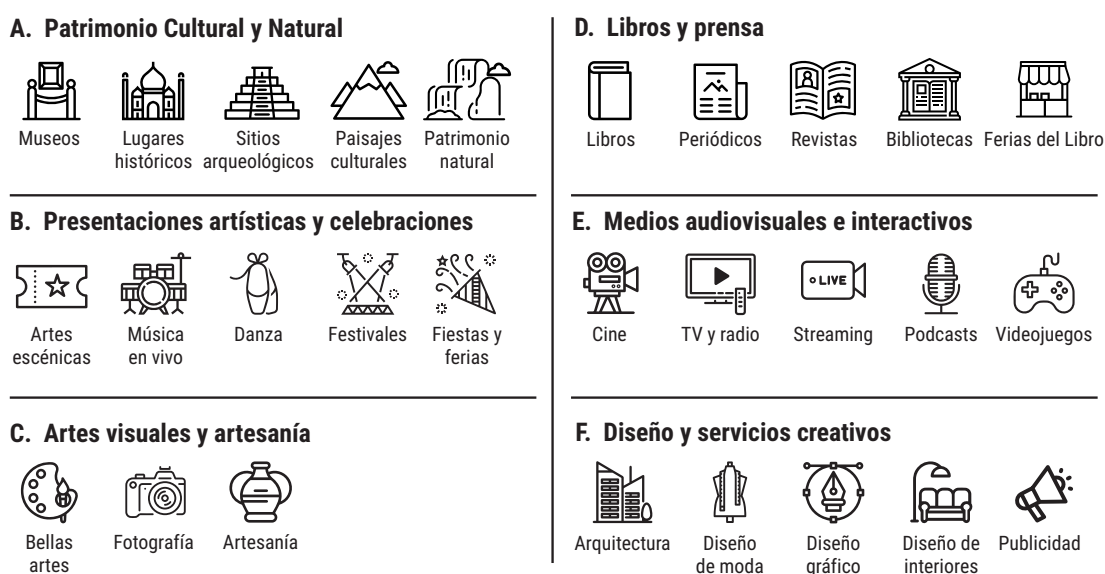 A. Patrimonio Cultural y Natural
Museos
Lugares
históricos
Sitios
arqueológicos
Paisajes
culturales
Patrimonio
natural
B. Presentaciones artísticas y celebraciones
Artes
escénicas
Música
en vivo
Danza
Festivales
Fiestas y
ferias
C. Artes visuales y artesanía
Bellas
artes
Fotografía
Artesanía
D. Libros y prensa
Libros
Periódicos
Revistas
Bibliotecas
Ferias del Libro
E. Medios audiovisuales e interactivos
LIVE
Cine
TV y radio
Streaming
Podcasts
Videojuegos
F. Diseño y servicios creativos
Arquitectura
Diseño
de moda
Diseño
gráfico
Diseño de
interiores
Publicidad